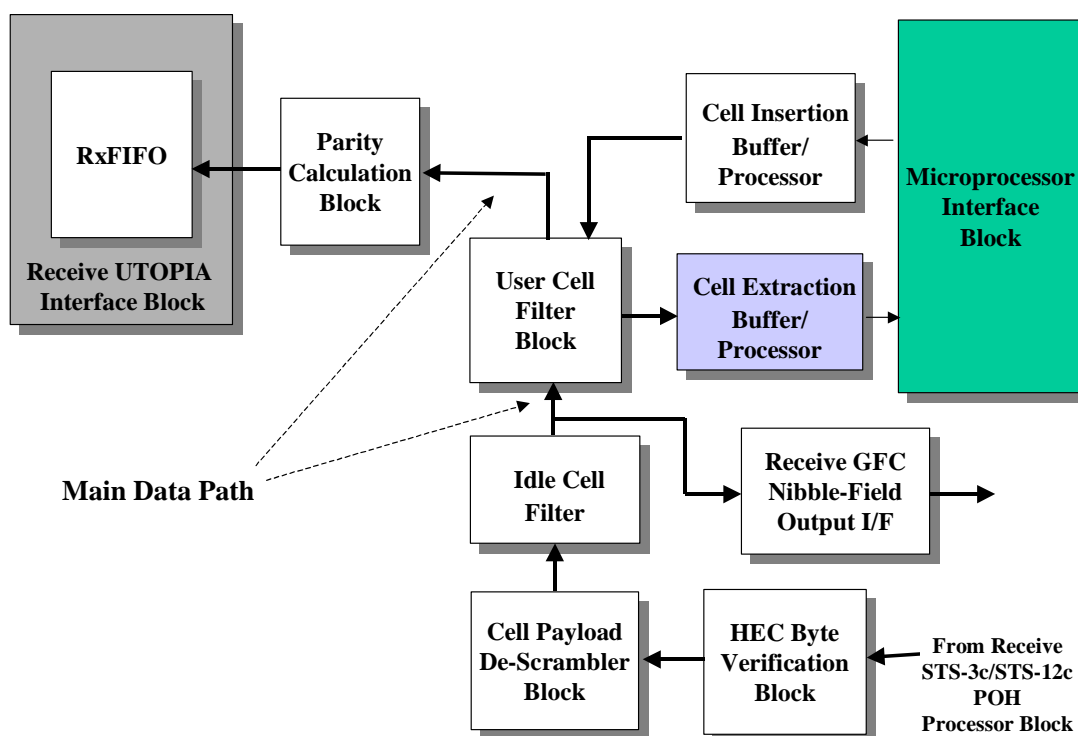 RxFIFO
Receive UTOPIA
Interface Block
Parity
Calculation
Block
Cell Insertion
Buffer/
Processor
Microprocessor
Interface
Block
User Cell
Filter
Block
Cell Extraction
Buffer/
Processor
Main Data Path
Idle Cell
Filter
Receive GFC
Nibble-Field
Output I/F
Cell Payload
De-Scrambler
Block
HEC Byte
Verification
Block
From Receive
STS-3c/STS-12c
POH
Processor Block